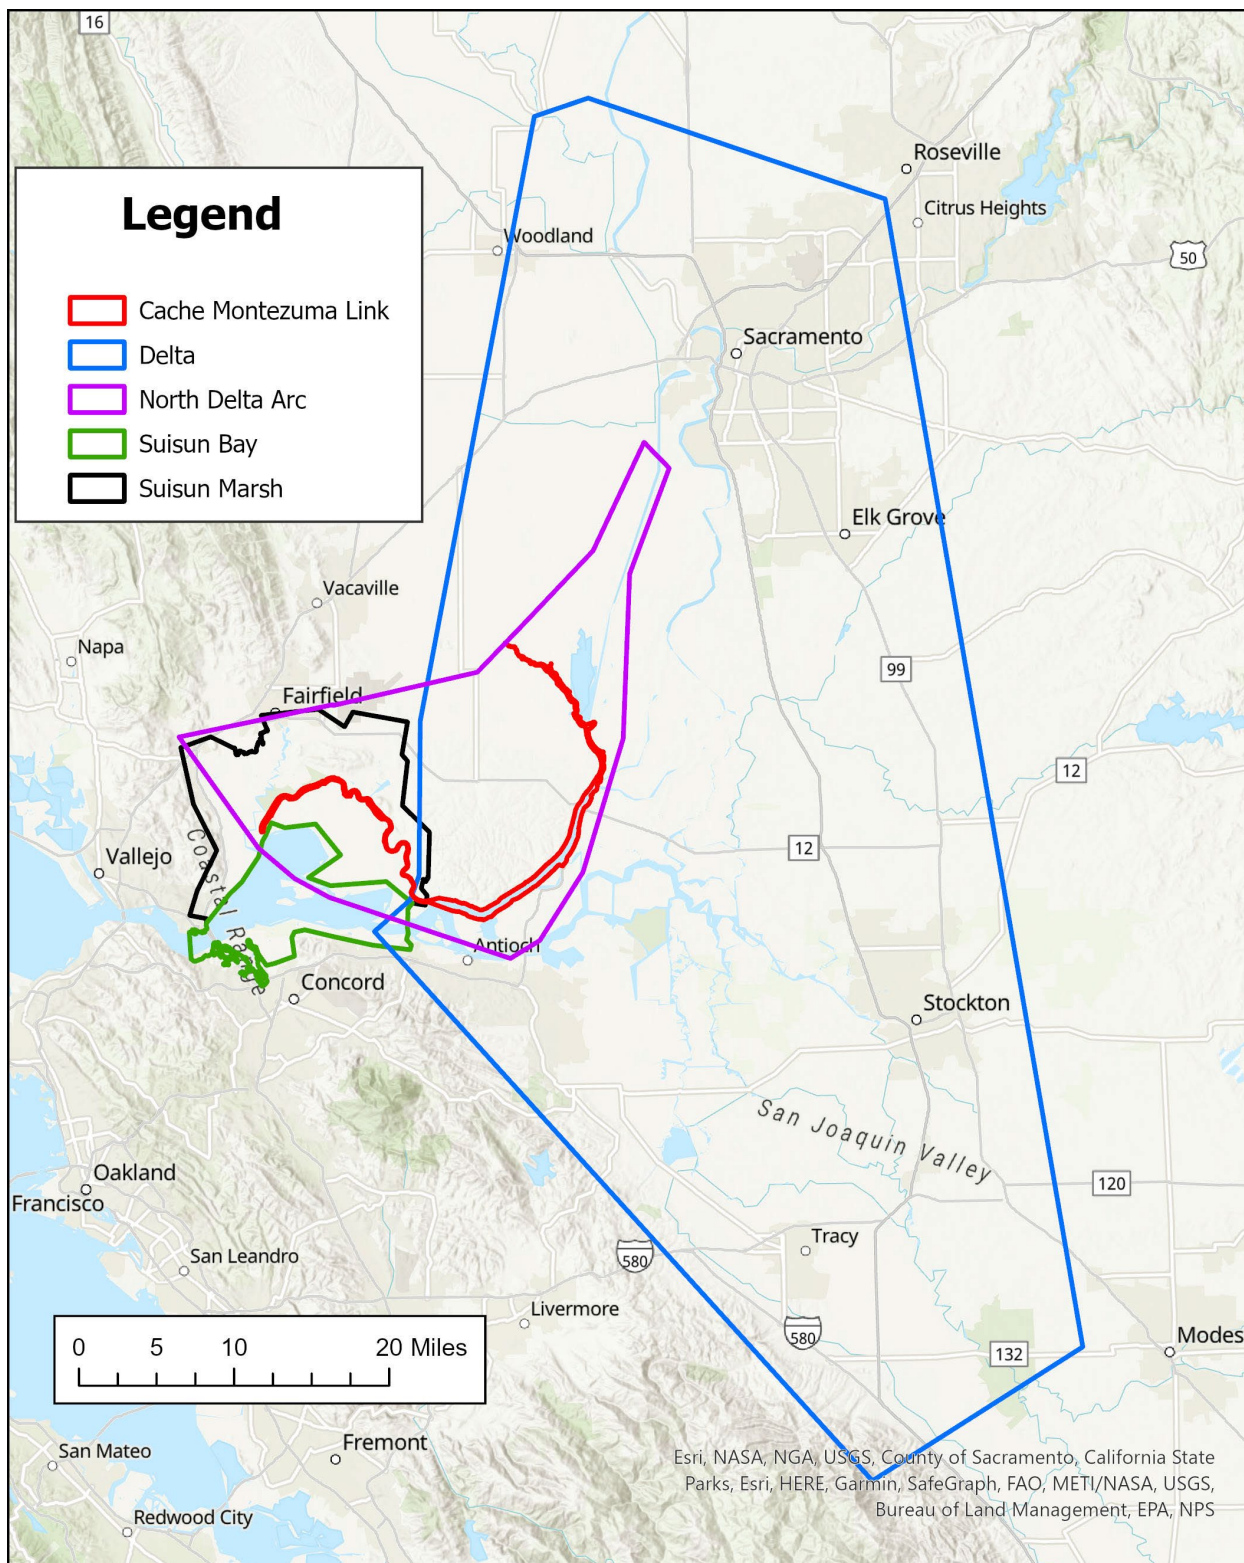 16
Roseville
Citrus Heights
Legend
Woodland
50
Cache Montezuma Link
Sacramento
Delta
North Delta Arc
Suisun Bay
Suisun Marsh
Elk Grove
Vacaville
Napa
99
Fairfield
12
Vallejo
12
Coastal Range
Antioch
Concord
Stockton
San Joaquin Valley
Oakland
120
Francisco
Tracy
San Leandro
580
Livermore
580
0 5 10 20 Miles
132
Modes
Fremont
San Mateo
Esri, NASA, NGA, USGS, County of Sacramento, California State
Parks, Esri, HERE, Garmin, SafeGraph, FAO, METI/NASA, USGS,
Bureau of Land Management, EPA, NPS
Redwood City